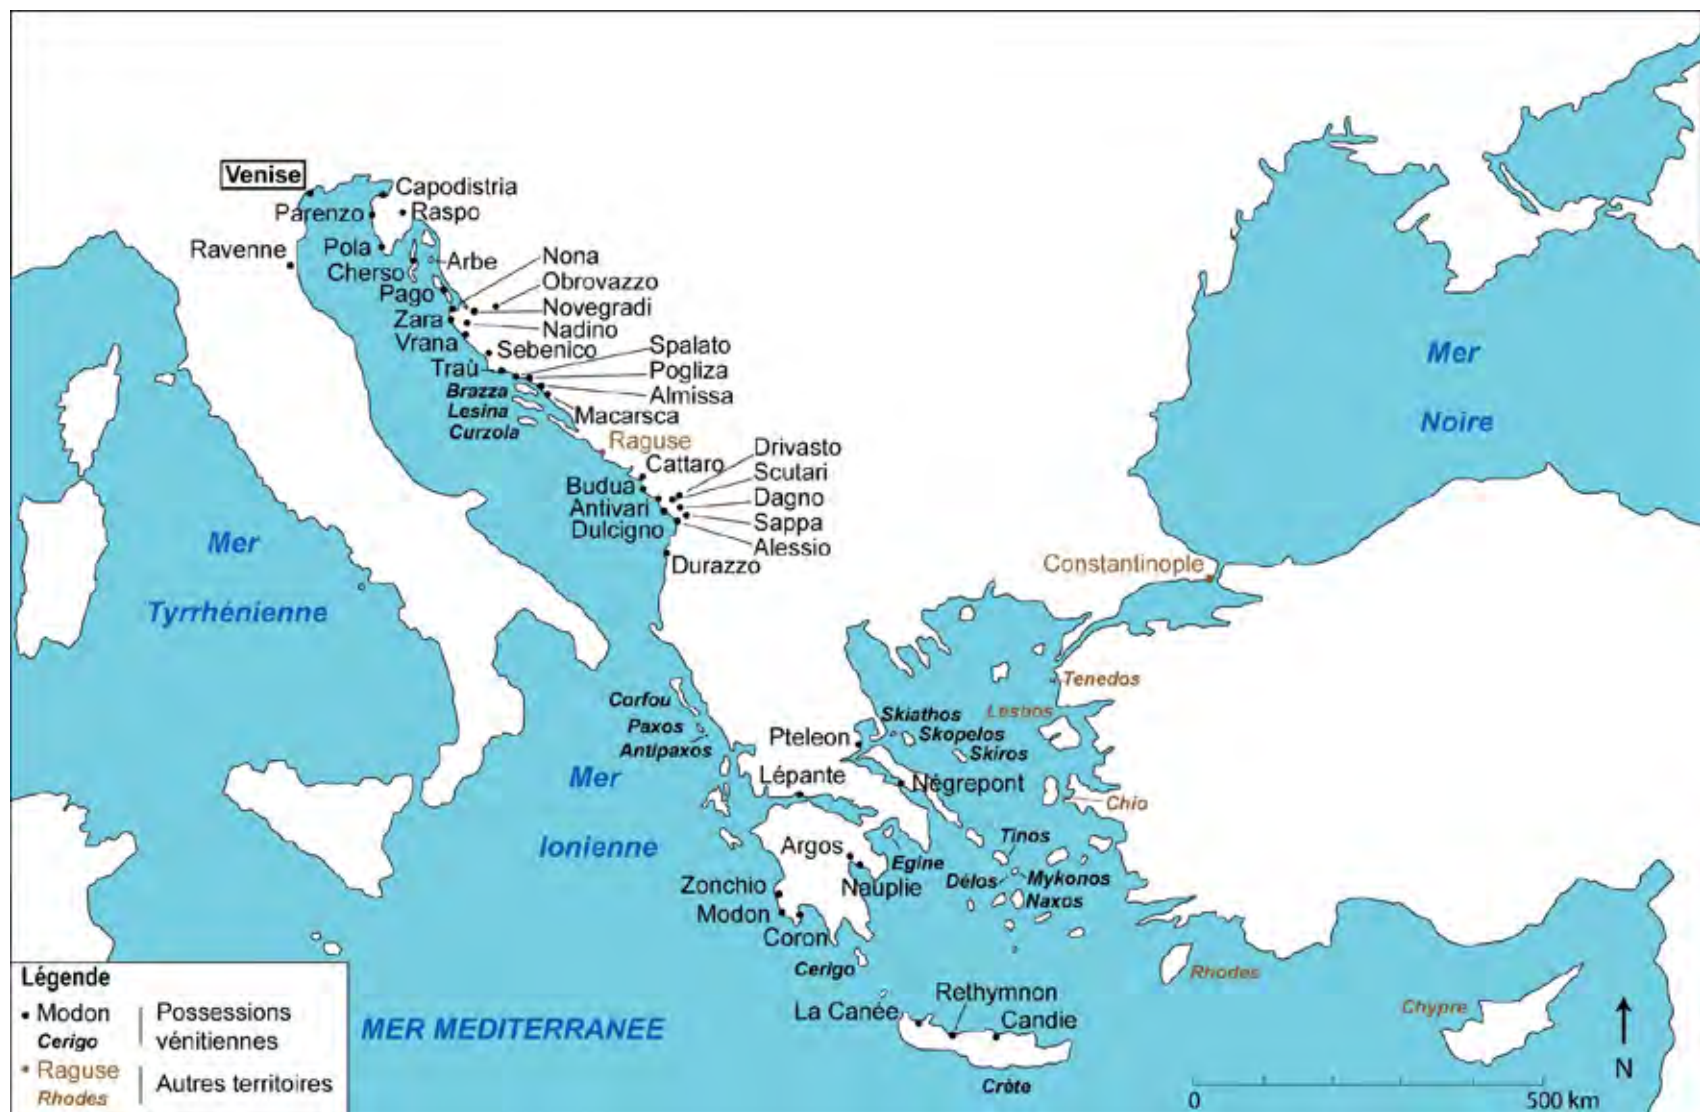 Venise
Capodistria
Parenzo
Raspo
Ravenne
Pola
Cherso
Arbe
Nona
Pago
Obrovazzo
Novegradi
Zara
Nadino
Vrana
Sebenico
Spalato
Traù
Pogliza
Brazza
Almissa
Lesina
Macarsca
Curzola
Raguse
Drivasto
Cattaro
Scutari
Budua
Dagno
Antivari
Sappa
Dulcigno
Alessio
Durazzo
Mer
Noire
Mer
Tyrrhénienne
Constantinople
Tenedos
Corfou
Lesbos
Skiathos
Paxos
Skopelos
Antipaxos
Pteleon
Skiros
Mer
Ionienne
Lépante
Négrepont
Chio
Tinos
Argos
Egine
Délos
Mykonos
Nauplie
Naxos
Zonchio
Modon
Coron
Cerigo
Rhodes
Rethymnon
La Canée
Candie
Chypre
Crète
MER MEDITERRANEE
Légende
Modon
Cerigo
Possessions
vénitiennes
Raguse
Rhodes
Autres territoires
N
0 500 km